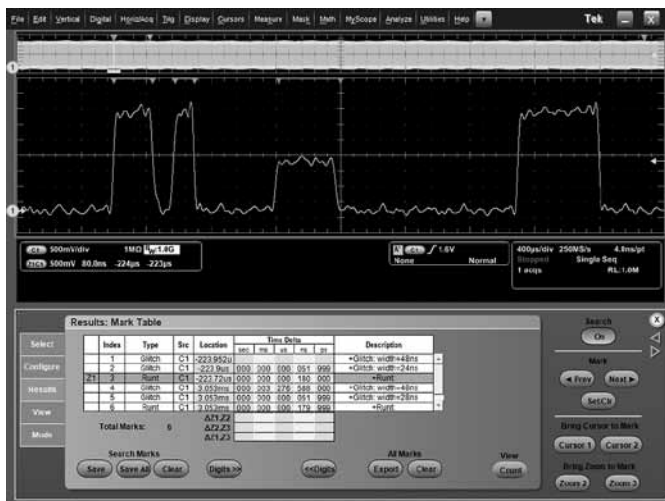 File Edit Vertical Digital Horiz/Acq Trig Display Cursors Measure Mask Math MyScope Analyze Utilities Help
Tek
C1 500mV/div 1MΩ
Z1C1 500mV 80.0ns -224µs -223µs
A' C1 / 1.6V
None Normal
400µs/div 250MS/s 4.0ns/pt
Stopped Single Seq
1 acqs RL:1.0M
Results: Mark Table
Index Type Src Location Time Delta Description
sec ms us ns ps
1 Glitch C1 -223.952u +Glitch: width=48ns
2 Glitch C1 -223.9us 000 000 000 051 999 +Glitch: width=24ns
Z1 3 Runt C1 -223.72us 000 000 000 180 000 +Runt
4 Glitch C1 3.053ms 000 003 276 588 000 +Glitch: width=48ns
5 Glitch C1 3.053ms 000 000 000 051 999 +Glitch: width=28ns
6 Runt C1 3.053ms 000 000 000 179 999 +Runt
Total Marks: 6
ΔZ1,Z2
ΔZ1,Z3
ΔZ2,Z3
Search Marks
Save Save All Clear
Digits >>
<<Digits
All Marks
Export Clear
View
Count
Select
Configure
Results
View
Mode
Search
On
Mark
Prev Next
Set/Clr
Bring Cursor to Mark
Cursor 1 Cursor 2
Bring Zoom to Mark
Zoom 2 Zoom 3
X